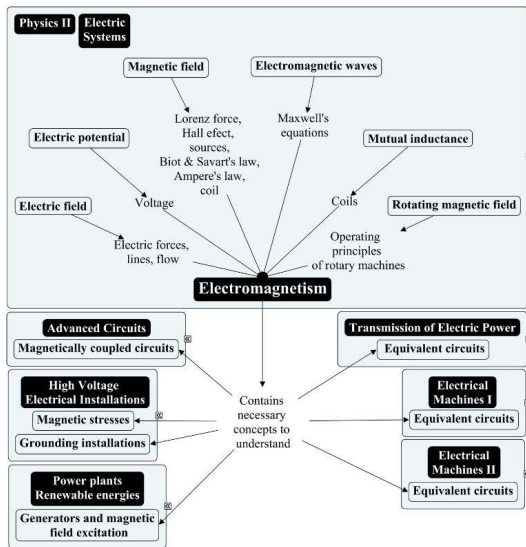 Physics II
Electric
Systems
Magnetic field
Electromagnetic waves
Lorenz force,
Hall efect,
sources,
Biot & Savart's law,
Ampere's law,
coil
Maxwell's
equations
Electric potential
Mutual inductance
Voltage
Coils
Electric field
Rotating magnetic field
Electric forces,
lines, flow
Operating
principles
of rotary machines
Electromagnetism
Advanced Circuits
Magnetically coupled circuits
Transmission of Electric Power
Equivalent circuits
High Voltage
Electrical Installations
Magnetic stresses
Grounding installations
Contains
necessary
concepts to
understand
Electrical
Machines I
Equivalent circuits
Electrical
Machines II
Equivalent circuits
Power plants
Renewable energies
Generators and magnetic
field excitation